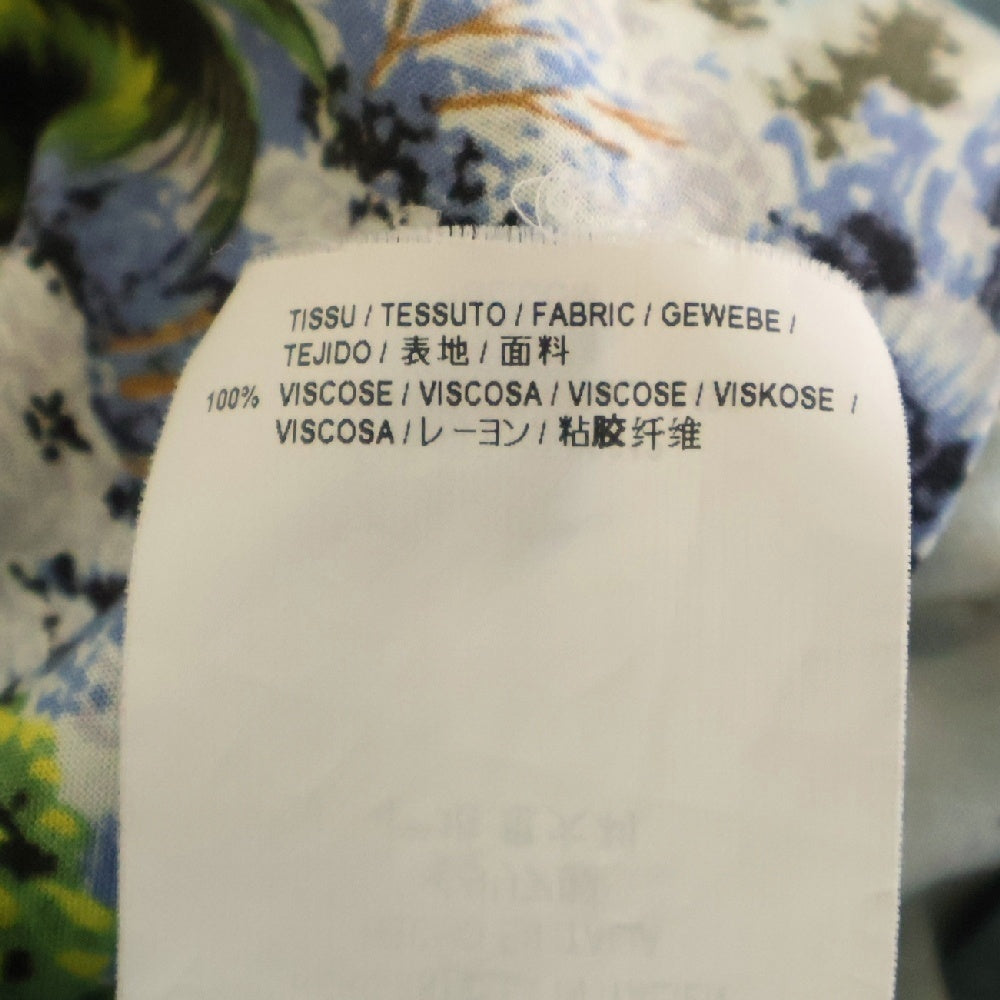 TISSU / TESSUTO / FABRIC / GEWEBE /
TEJIDO / 表地 / 面料
100% VISCOSE / VISCOSA / VISCOSE / VISKOSE /
VISCOSA / レーヨン / 粘胶纤维